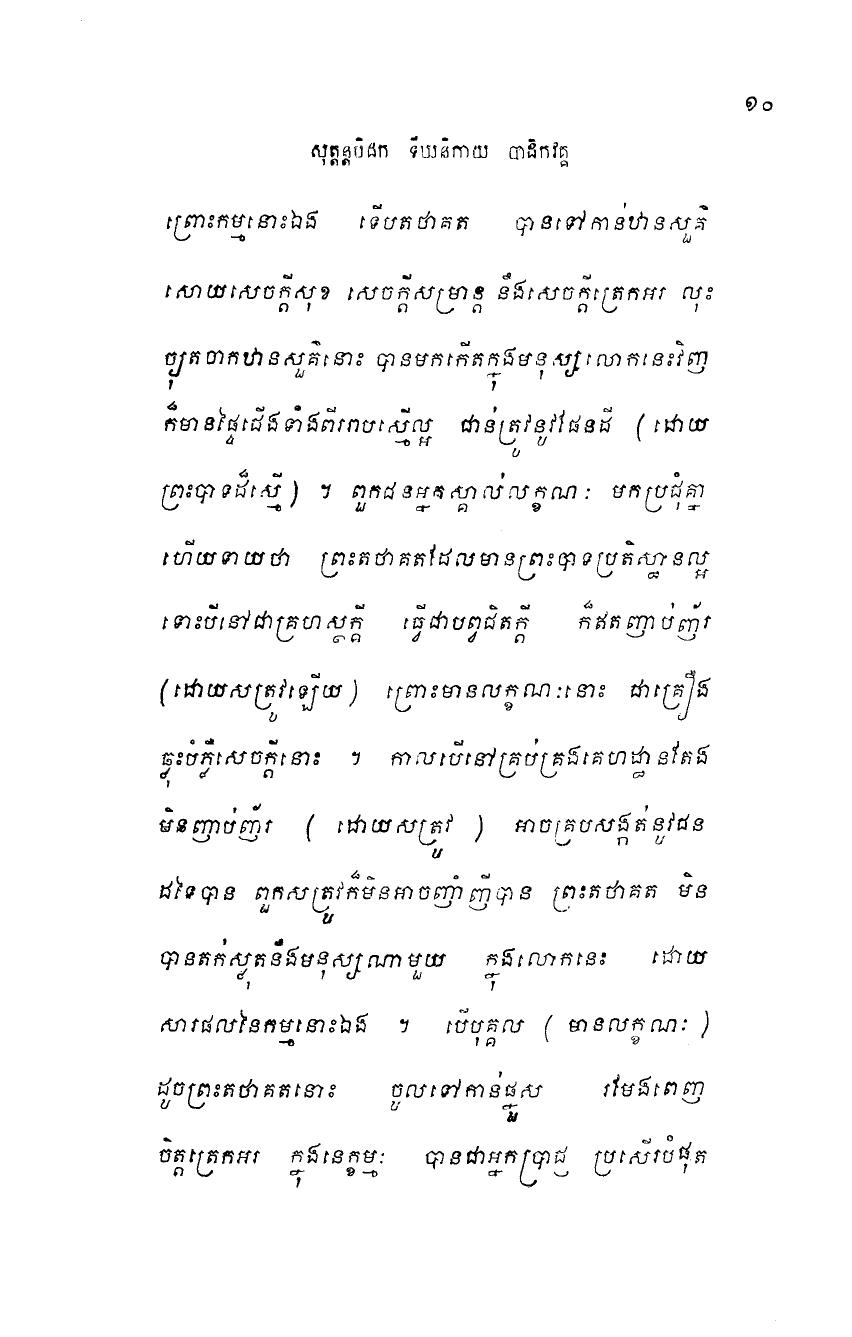 ១០
សុត្តន្តបិដក ទីឃនិកាយ បាដិកវគ្គ
ព្រោះកម្មនោះឯង ទើបតថាគត បានទៅកាន់ឋានសួគ៌
សោយសេចក្តីសុខ សេចក្តីសម្រាន្ត នឹងសេចក្តីត្រេកអរ លុះ
ច្យុតចាកឋានសួគ៌នោះ បានមកកើតក្នុងមនុស្សលោកនេះវិញ
ក៏មានផ្ទៃជើងទាំងពីររាបស្មើល្អ ជាន់ត្រូវនូវផែនដី (ដោយ
ព្រះបាទដ៏ស្មើ) ។ ពួកជនអ្នកស្គាល់លក្ខណៈ មកប្រជុំគ្នា
ហើយទាយថា ព្រះតថាគតដែលមានព្រះបាទប្រតិស្ឋានល្អ
ទោះបីនៅជាគ្រហស្ថក្តី ធ្វើជាបព្វជិតក្តី ក៏ឥតញាប់ញ័រ
(ដោយសត្រូវឡើយ) ព្រោះមានលក្ខណៈនោះ ជាគ្រឿង
ធ្លុះបំភ្លឺសេចក្តីនោះ ។ កាលបើនៅគ្រប់គ្រងគេហដ្ឋានតែង
មិនញាប់ញ័រ ( ដោយសត្រូវ ) អាចគ្របសង្កត់នូវជន
ដទៃបាន ពួកសត្រូវក៏មិនអាចញាំញីបាន ព្រះតថាគត មិន
បានតក់ស្លុតនឹងមនុស្សណាមួយ ក្នុងលោកនេះ ដោយ
សារផលនៃកម្មនោះឯង ។ បើបុគ្គល ( មានលក្ខណៈ )
ដូចព្រះតថាគតនោះ ចូលទៅកាន់ផ្នួស រមែងពេញ
ចិត្តត្រេកអរ ក្នុងនេក្ខម្មៈ បានជាអ្នកប្រាជ្ញ ប្រសើរបំផុត